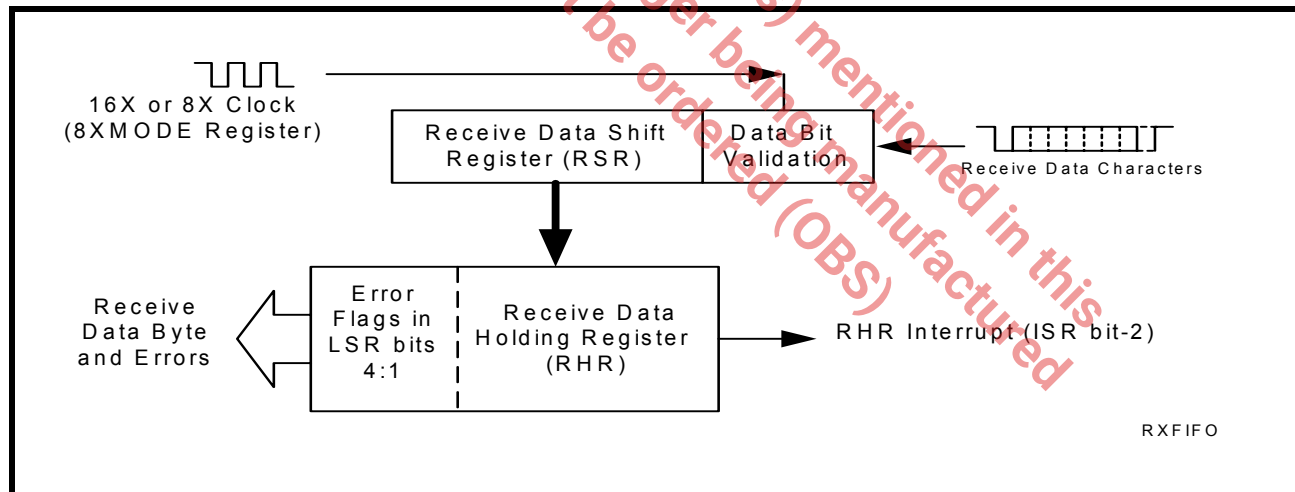 16X or 8X Clock
(8XMODE Register)
Receive Data Shift
Register (RSR)
Data Bit
Validation
Receive Data Characters
Receive
Data Byte
and Errors
Error
Flags in
LSR bits
4:1
Receive Data
Holding Register
(RHR)
RHR Interrupt (ISR bit-2)
RXFIFO
mentioned in this
being manufactured
be ordered (OBS)